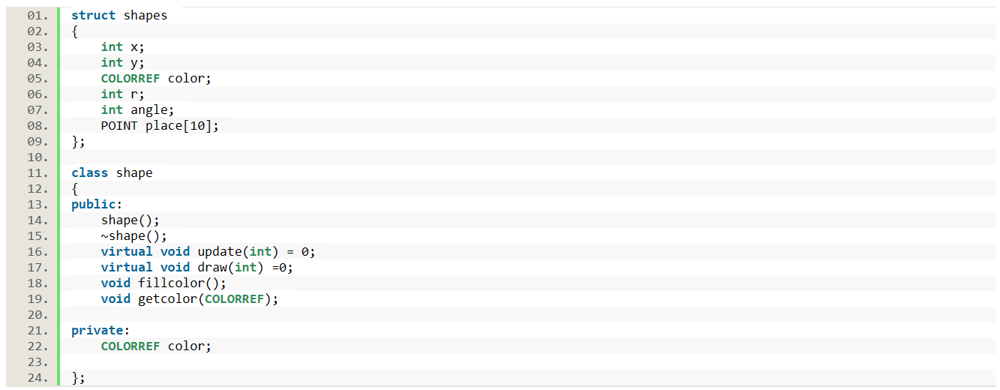 01. struct shapes
02. {
03.     int x;
04.     int y;
05.     COLORREF color;
06.     int r;
07.     int angle;
08.     POINT place[10];
09. };
10.
11. class shape
12. {
13. public:
14.     shape();
15.     ~shape();
16.     virtual void update(int) = 0;
17.     virtual void draw(int) =0;
18.     void fillcolor();
19.     void getcolor(COLORREF);
20.
21. private:
22.     COLORREF color;
23.
24. };